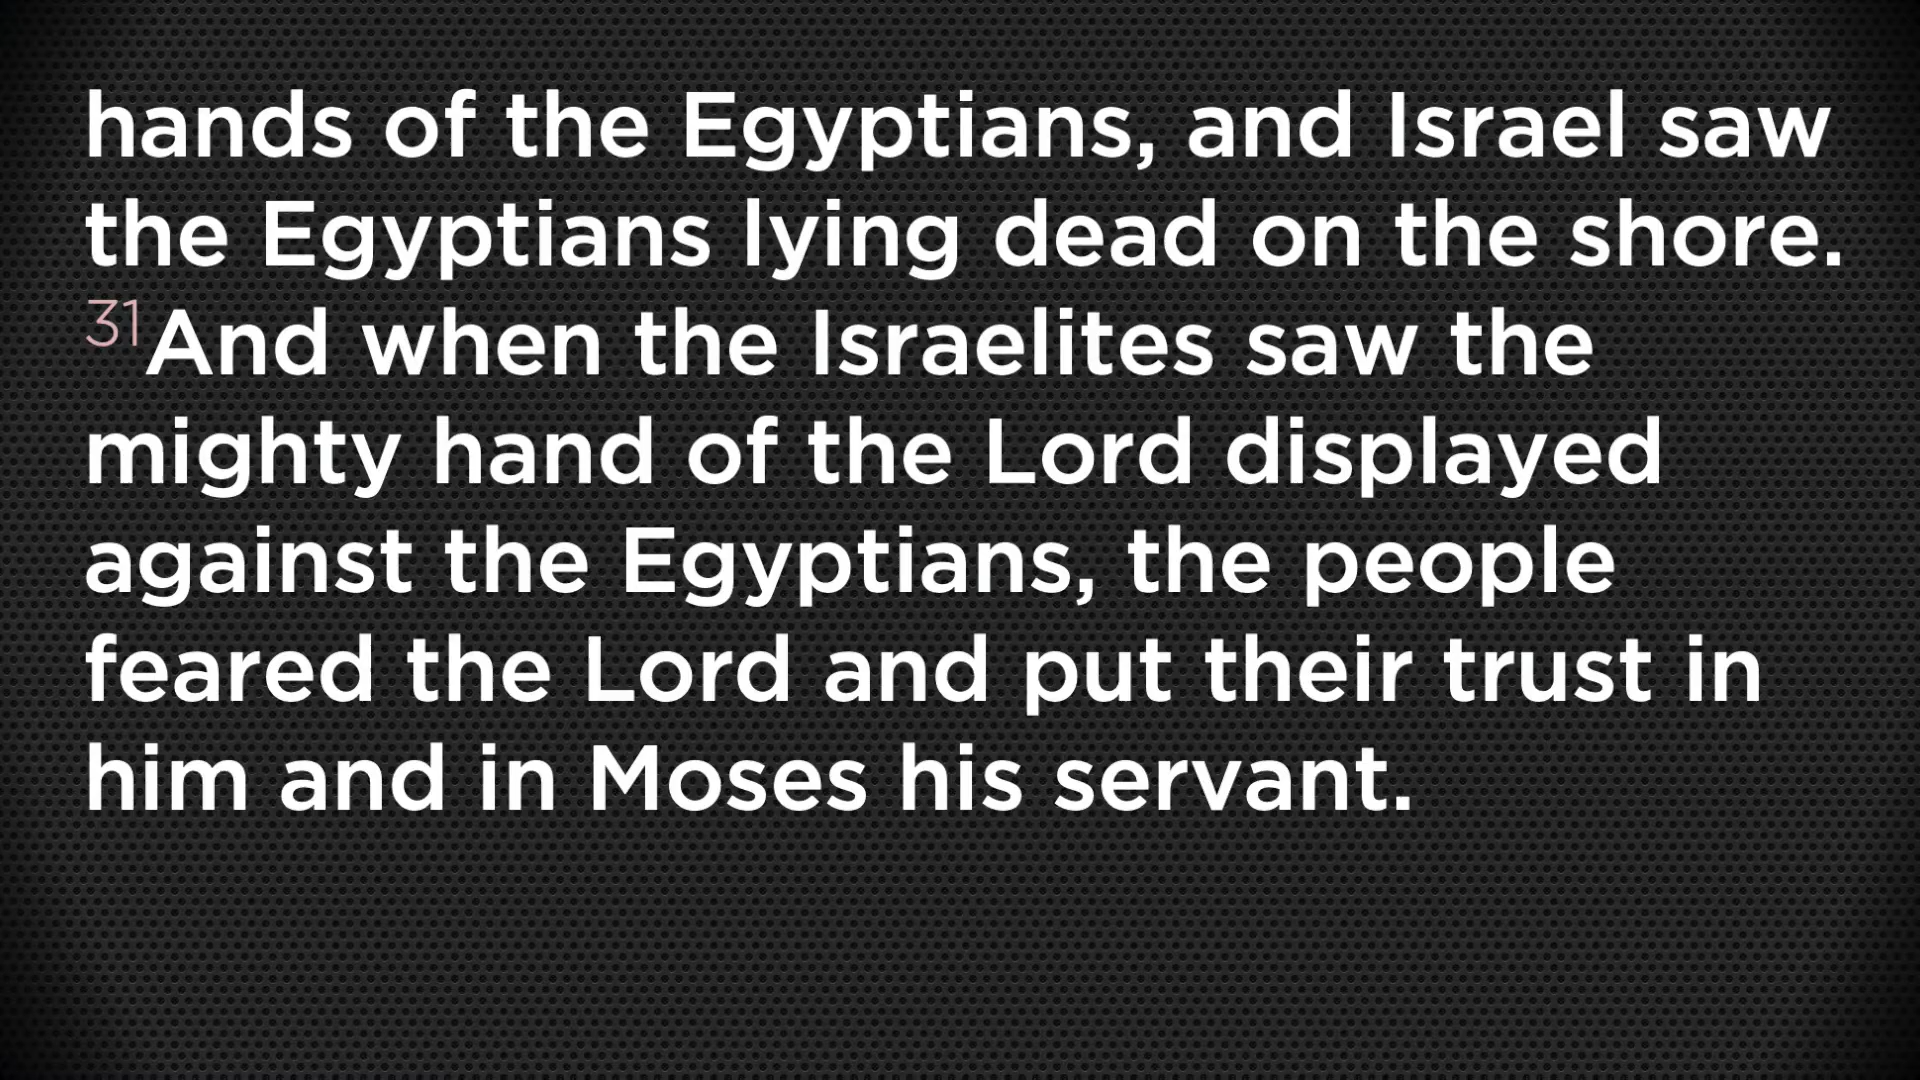 hands of the Egyptians, and Israel saw
the Egyptians lying dead on the shore.
31 And when the Israelites saw the
mighty hand of the Lord displayed
against the Egyptians, the people
feared the Lord and put their trust in
him and in Moses his servant.